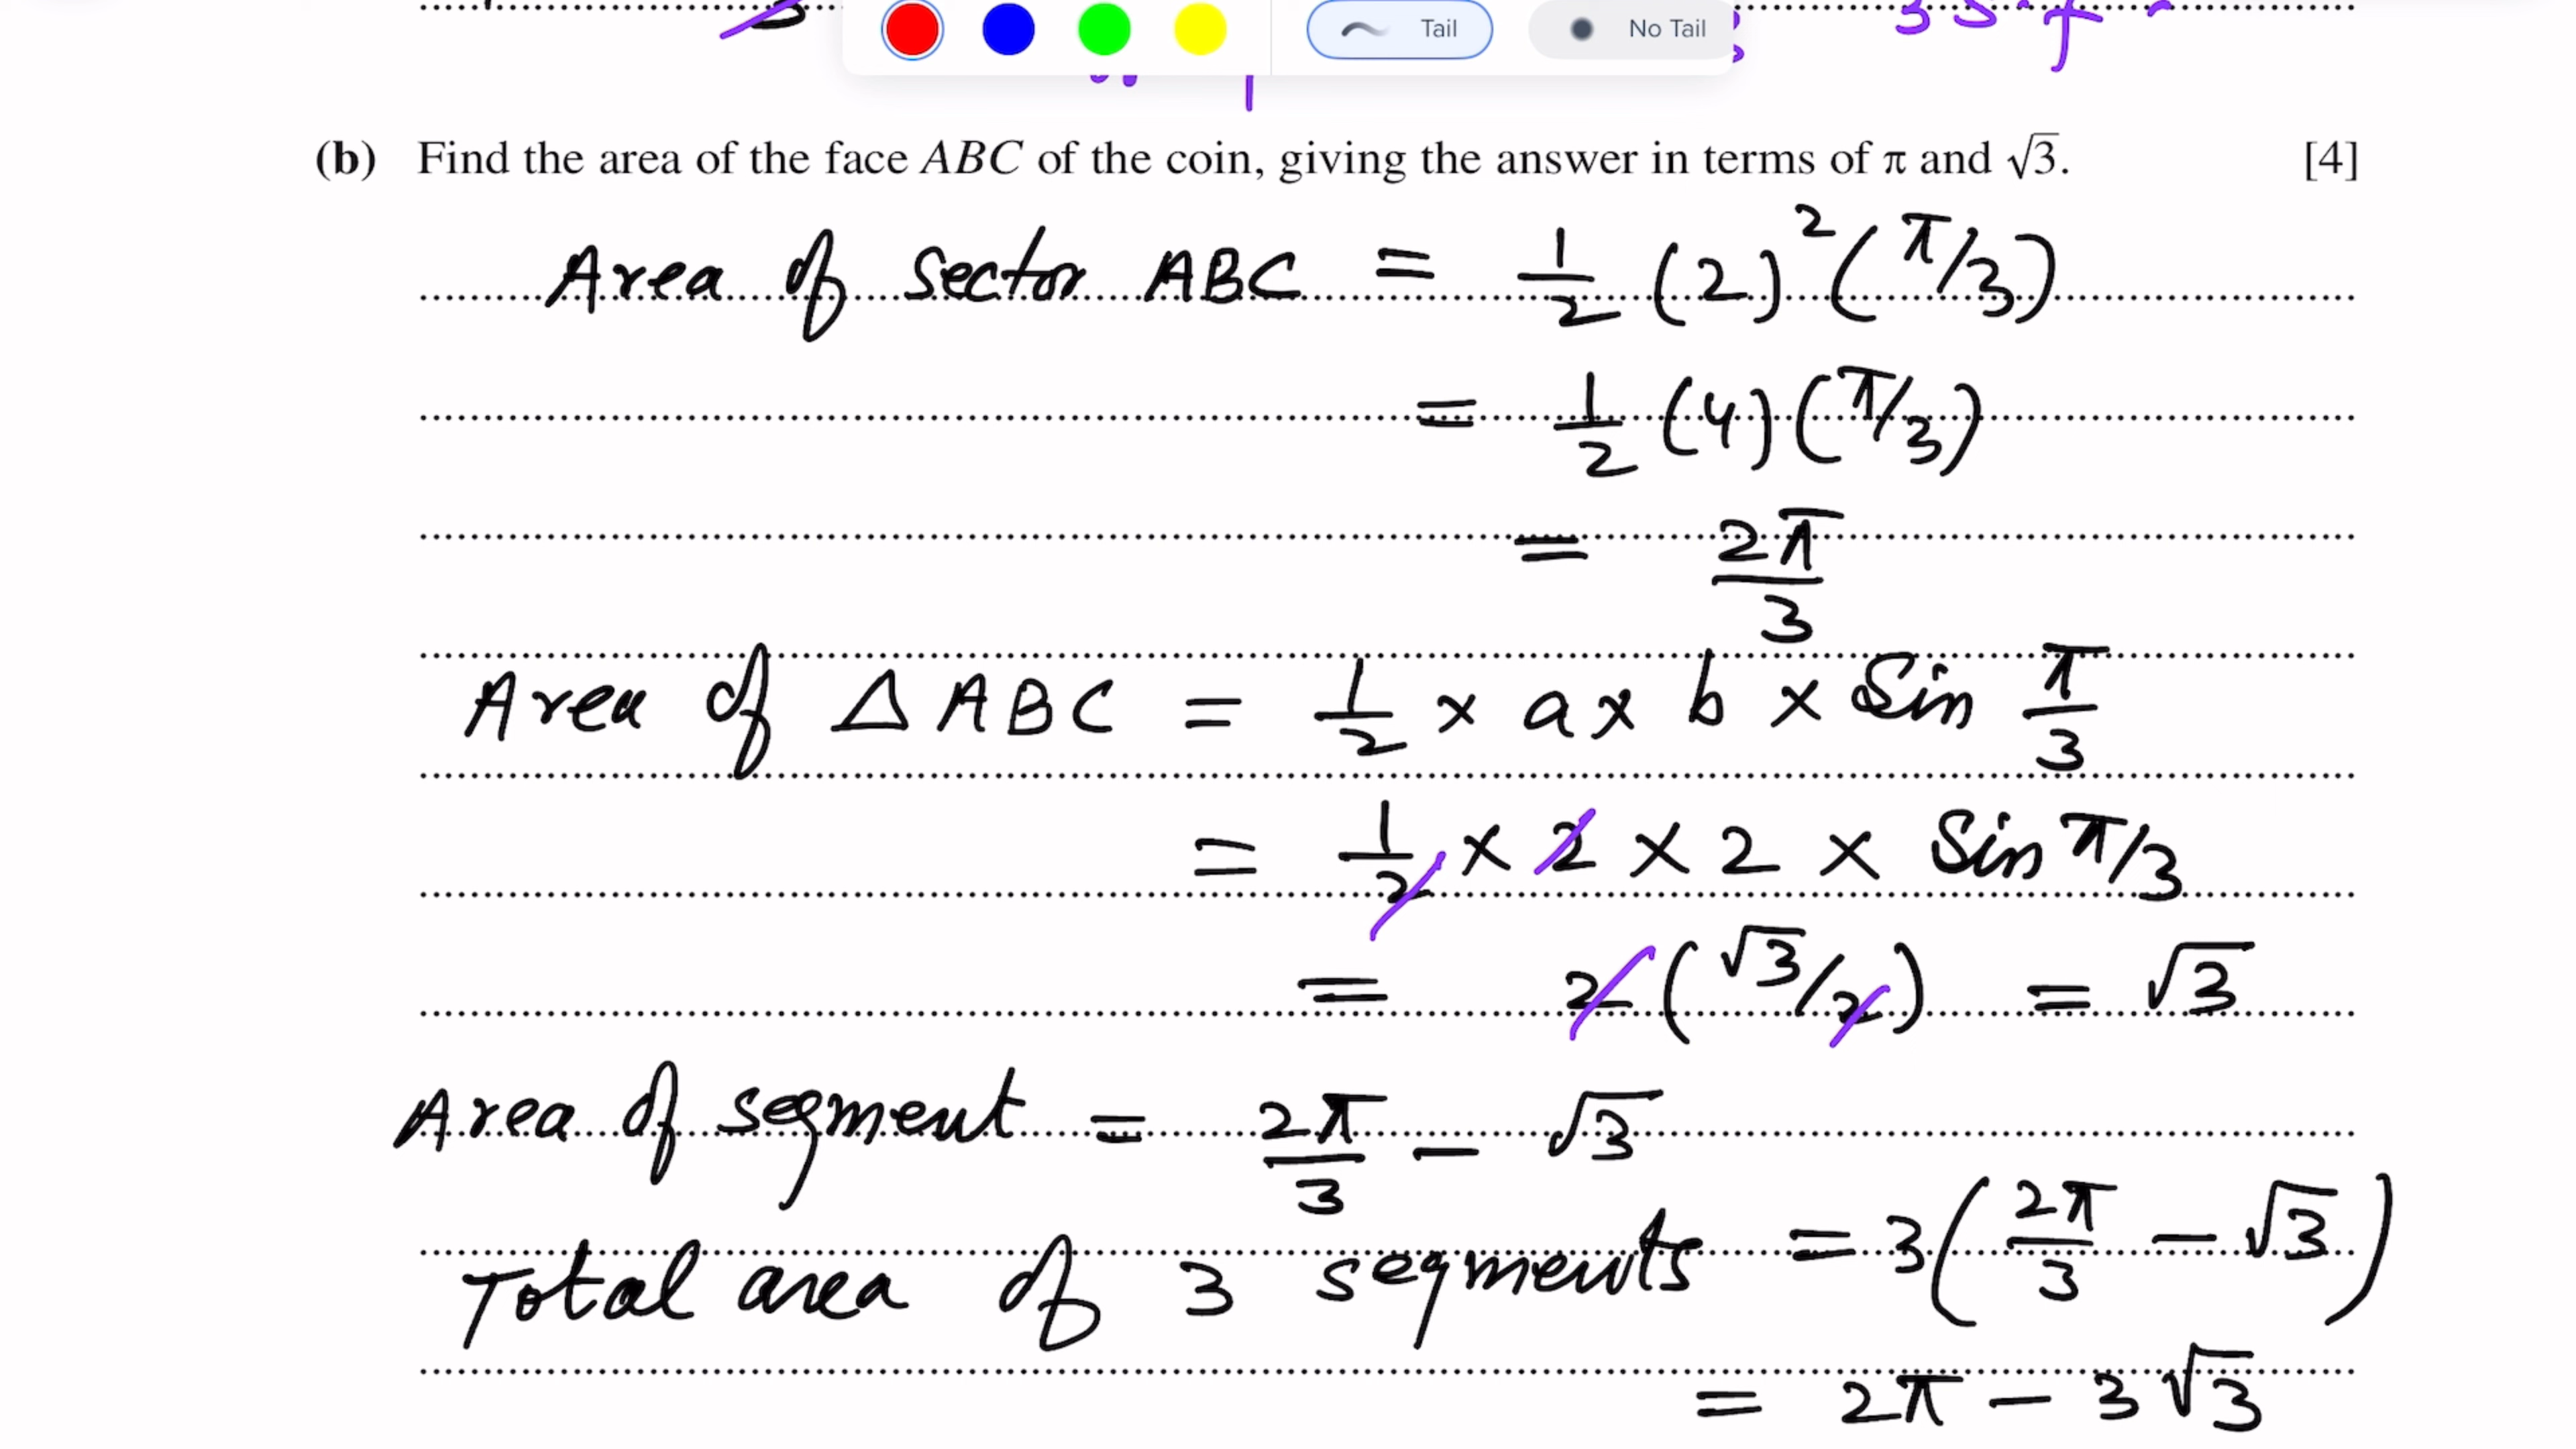 Tail No Tail
(b) Find the area of the face ABC of the coin, giving the answer in terms of π and √3. [4]
Area of sector ABC = 1/2 (2)²(π/3)
= 1/2 (4)(π/3)
= 2π/3
Area of △ABC = 1/2 × a × b × Sin π/3
= 1/2 × 2 × 2 × Sin π/3
= 2(√3/2) = √3
Area of segment = 2π/3 − √3
Total area of 3 segments = 3(2π/3 − √3)
= 2π − 3√3